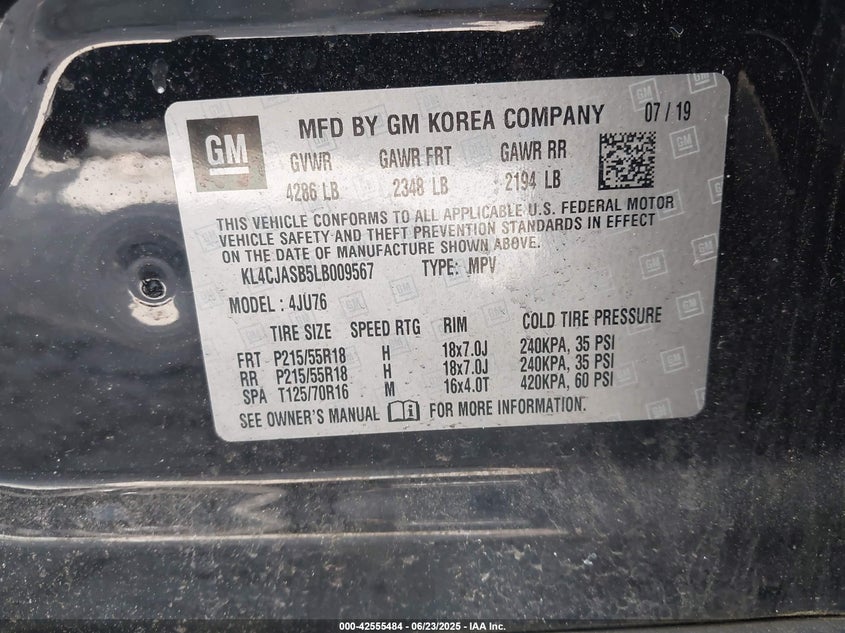 GM
MFD BY GM KOREA COMPANY 07 / 19
GVWR GAWR FRT GAWR RR
4286 LB 2348 LB 2194 LB
THIS VEHICLE CONFORMS TO ALL APPLICABLE U.S. FEDERAL MOTOR
VEHICLE SAFETY AND THEFT PREVENTION STANDARDS IN EFFECT
ON THE DATE OF MANUFACTURE SHOWN ABOVE.
KL4CJASB5LB009567 TYPE: MPV
MODEL : 4JU76
TIRE SIZE SPEED RTG RIM COLD TIRE PRESSURE
FRT P215/55R18 H 18x7.0J 240KPA, 35 PSI
RR P215/55R18 H 18x7.0J 240KPA, 35 PSI
SPA T125/70R16 M 16x4.0T 420KPA, 60 PSI
SEE OWNER'S MANUAL FOR MORE INFORMATION.
000-42555484 - 06/23/2025 - IAA Inc.